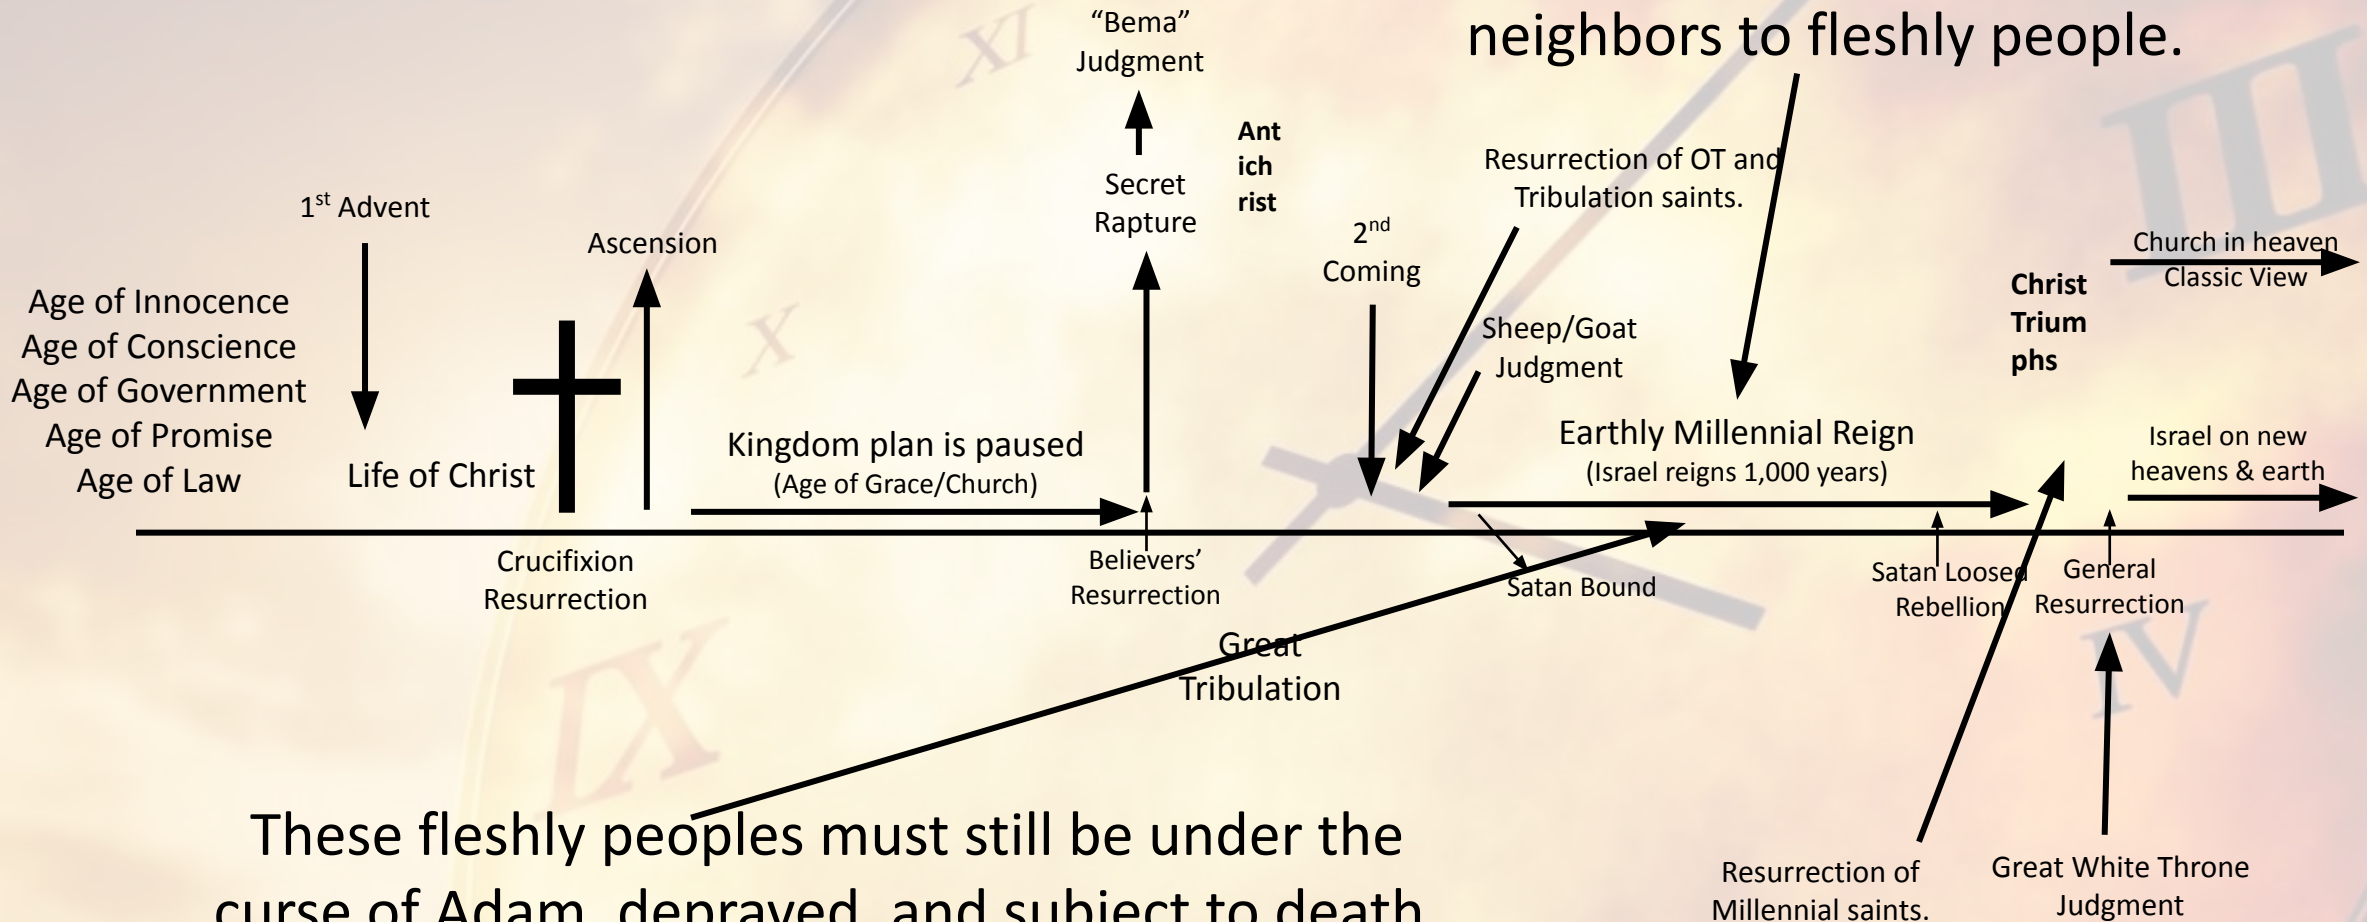 neighbors to fleshly people.
XI
III
"Bema"
Judgment
Secret
Rapture
Ant
ich
rist
Resurrection of OT and
Tribulation saints.
1st Advent
Ascension
2nd
Coming
Church in heaven
Classic View
Age of Innocence
Age of Conscience
Age of Government
Age of Promise
Age of Law
X
Sheep/Goat
Judgment
Christ
Trium
phs
Life of Christ
Kingdom plan is paused
(Age of Grace/Church)
Earthly Millennial Reign
(Israel reigns 1,000 years)
Israel on new
heavens & earth
Crucifixion
Resurrection
Believers’
Resurrection
Satan Bound
Satan Loosed
Rebellion
General
Resurrection
IX
IV
Great
Tribulation
These fleshly peoples must still be under the
curse of Adam, depraved, and subject to death
Resurrection of
Millennial saints.
Great White Throne
Judgment